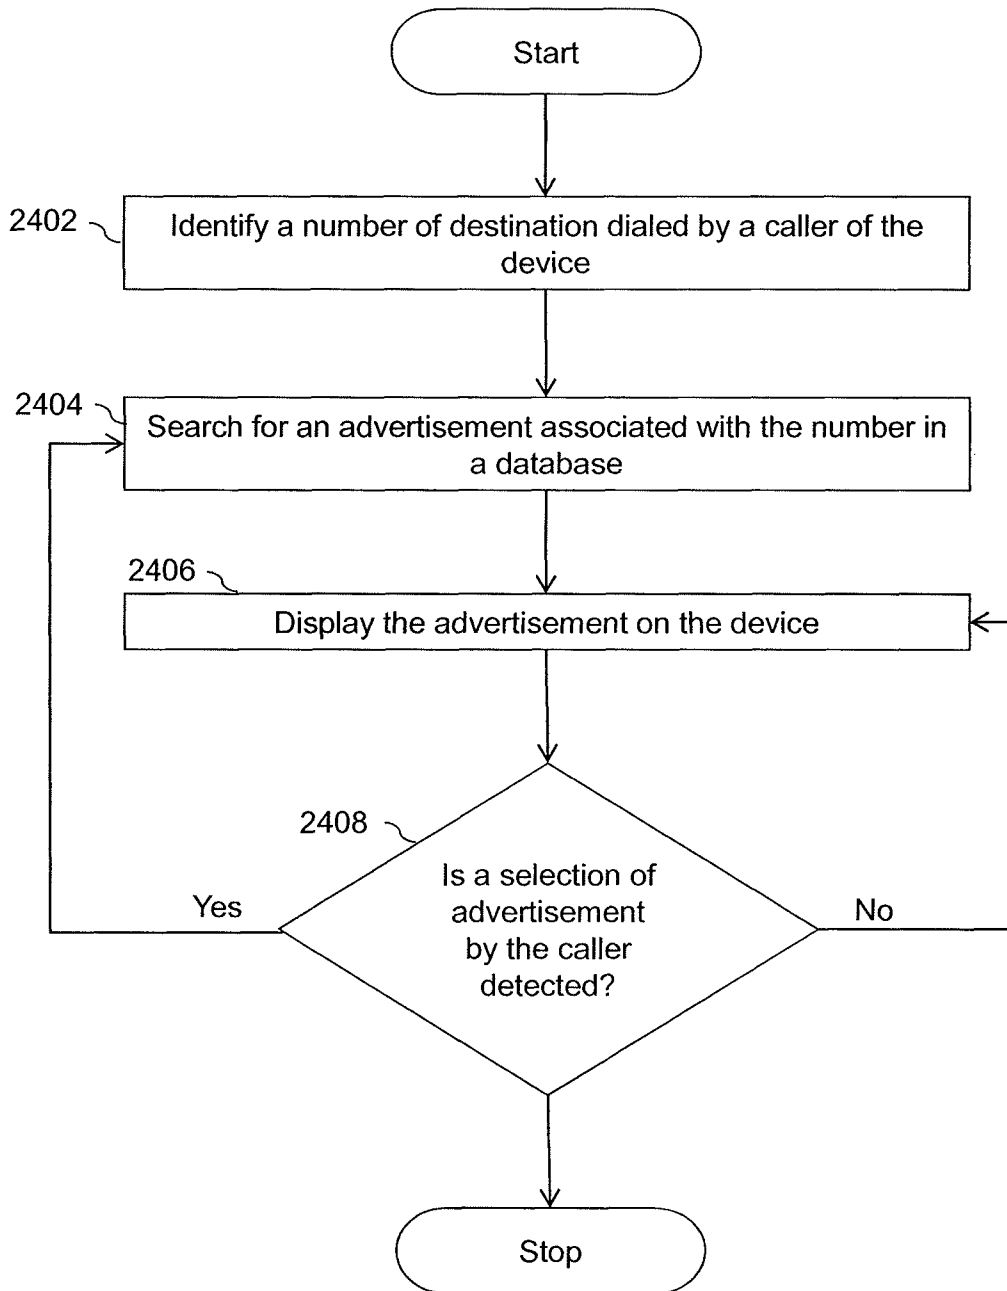 Start
2402
Identify a number of destination dialed by a caller of the
device
2404
Search for an advertisement associated with the number in
a database
2406
Display the advertisement on the device
2408
Is a selection of
advertisement
by the caller
detected?
Yes
No
Stop